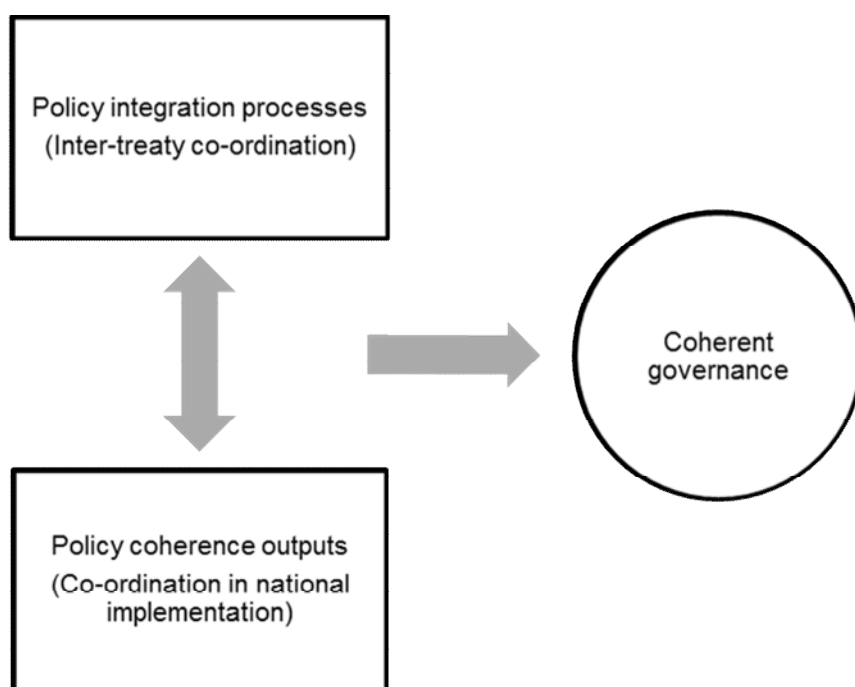 Policy integration processes
(Inter-treaty co-ordination)
Coherent
governance
Policy coherence outputs
(Co-ordination in national
implementation)